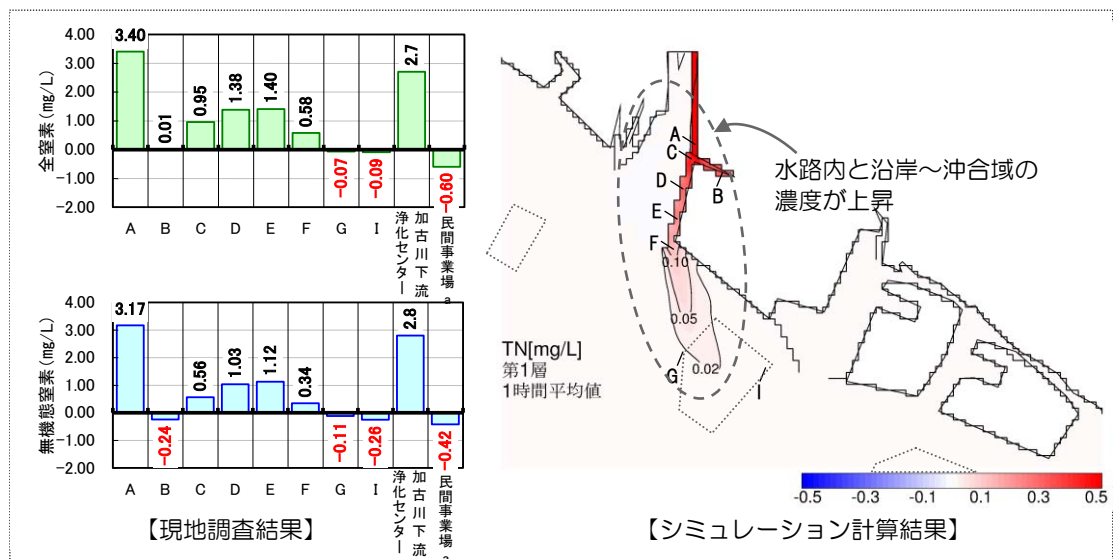 全窒素(mg/L)
4.00
3.00
2.00
1.00
0.00
-1.00
-2.00
3.40
0.01
0.95
1.38
1.40
0.58
-0.07
-0.09
2.7
-0.60
A B C D E F G I
加古川下流
浄化センター
民間事業場
a
無機態窒素(mg/L)
4.00
3.00
2.00
1.00
0.00
-1.00
-2.00
3.17
-0.24
0.56
1.03
1.12
0.34
-0.11
-0.26
2.8
-0.42
A B C D E F G I
加古川下流
浄化センター
民間事業場
a
【現地調査結果】
A
C
B
D
E
F
0.10
0.05
0.02
G
I
水路内と沿岸~沖合域の
濃度が上昇
TN[mg/L]
第1層
1時間平均値
-0.5 -0.3 -0.1 0.1 0.3 0.5
【シミュレーション計算結果】